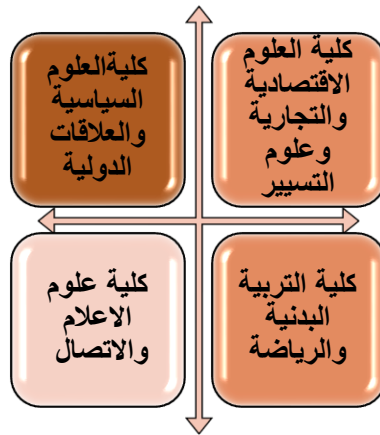 كلية العلوم
الاقتصادية
والتجارية
وعلوم
التسيير
كليةالعلوم
السياسية
والعلاقات
الدولية
كلية التربية
البدنية
والرياضة
كلية علوم
الاعلام
والاتصال